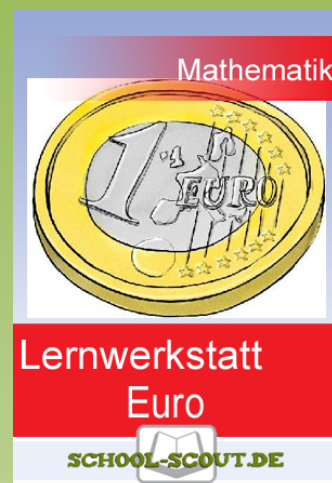 Mathematik
1
EURO
Lernwerkstatt
Euro
SCHOOL-SCOUT.DE